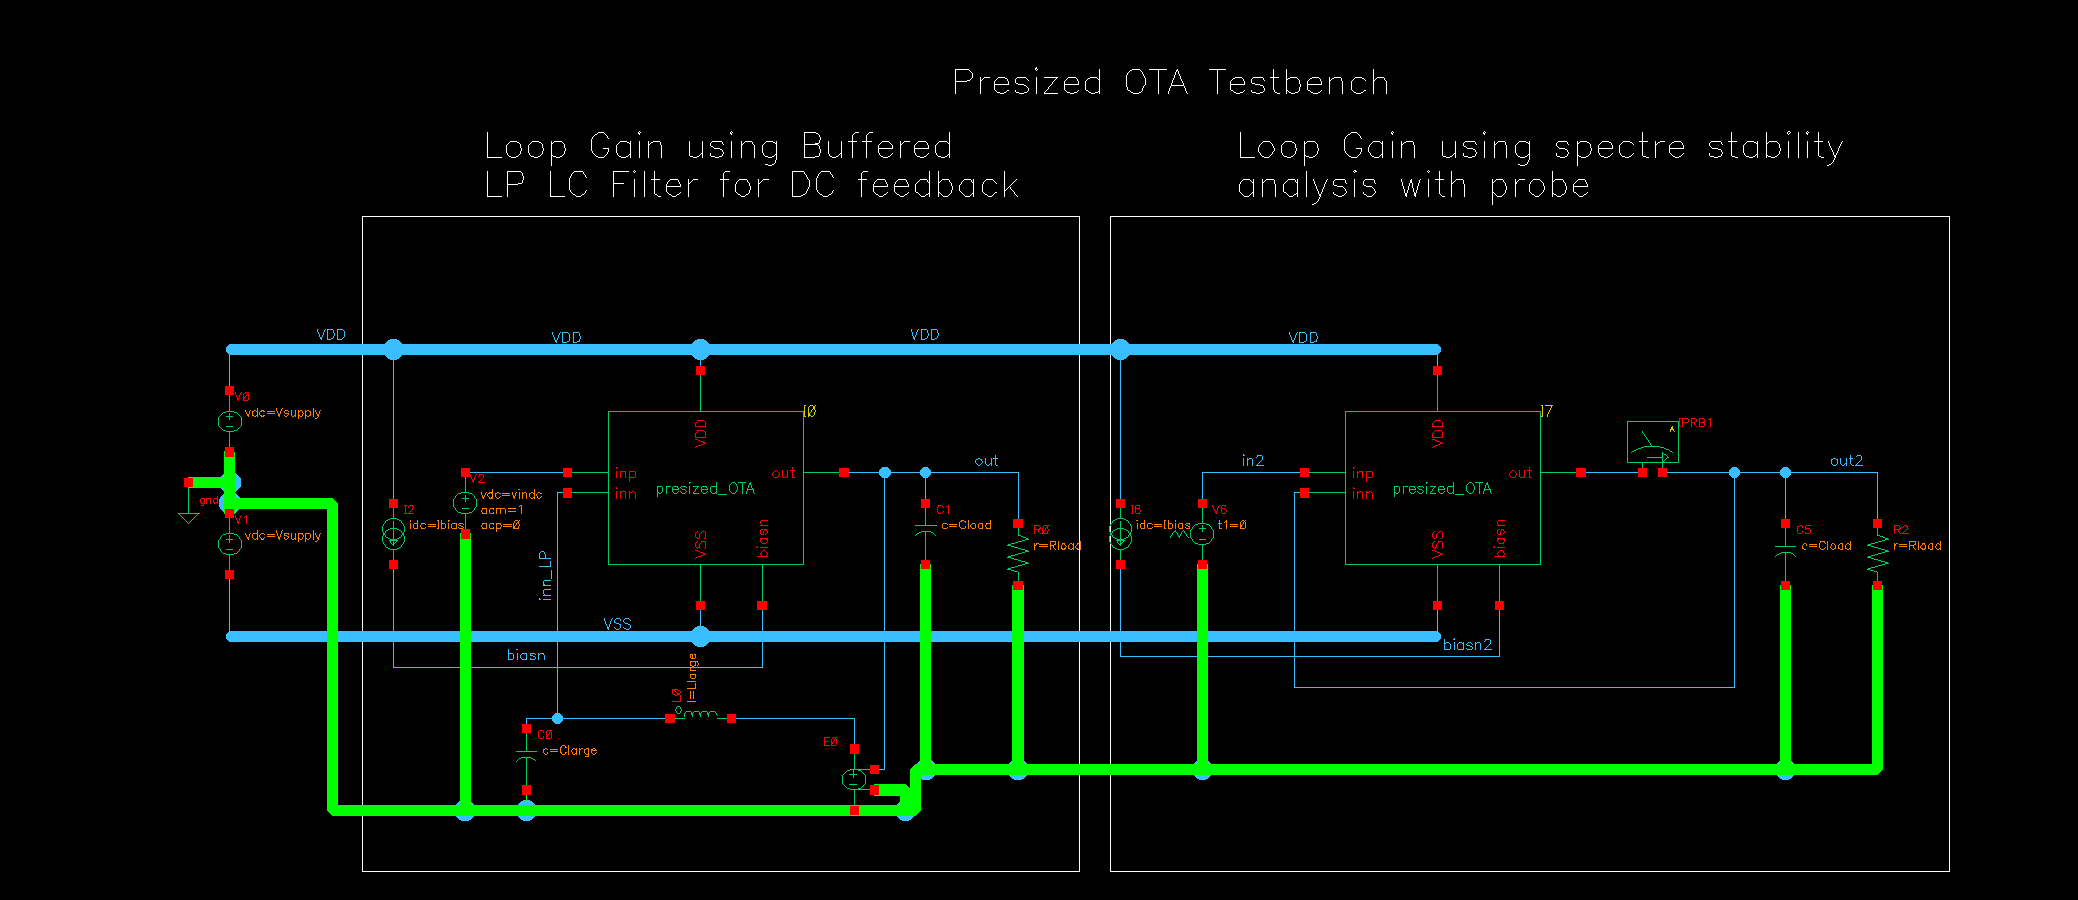 Presized OTA Testbench
Loop Gain using Buffered
LP LC Filter for DC feedback
Loop Gain using spectre stability
analysis with probe
VDD
VDD
VDD
VDD
V0
vdc=Vsupply
gnd
V1
vdc=Vsupply
I2
idc=Ibias
V2
vdc=vindc
acm=1
acp=0
I0
VDD
inp
inn
out
presized_OTA
VSS
biasn
out
C1
c=Cload
R0
r=Rload
inn_LP
VSS
biasn
L0
l=Llarge
C0
c=Clarge
E0
I6
idc=Ibias
V6
t1=0
in2
I7
VDD
inp
inn
out
presized_OTA
VSS
biasn
IPRB1
A
out2
C5
c=Cload
R2
r=Rload
biasn2